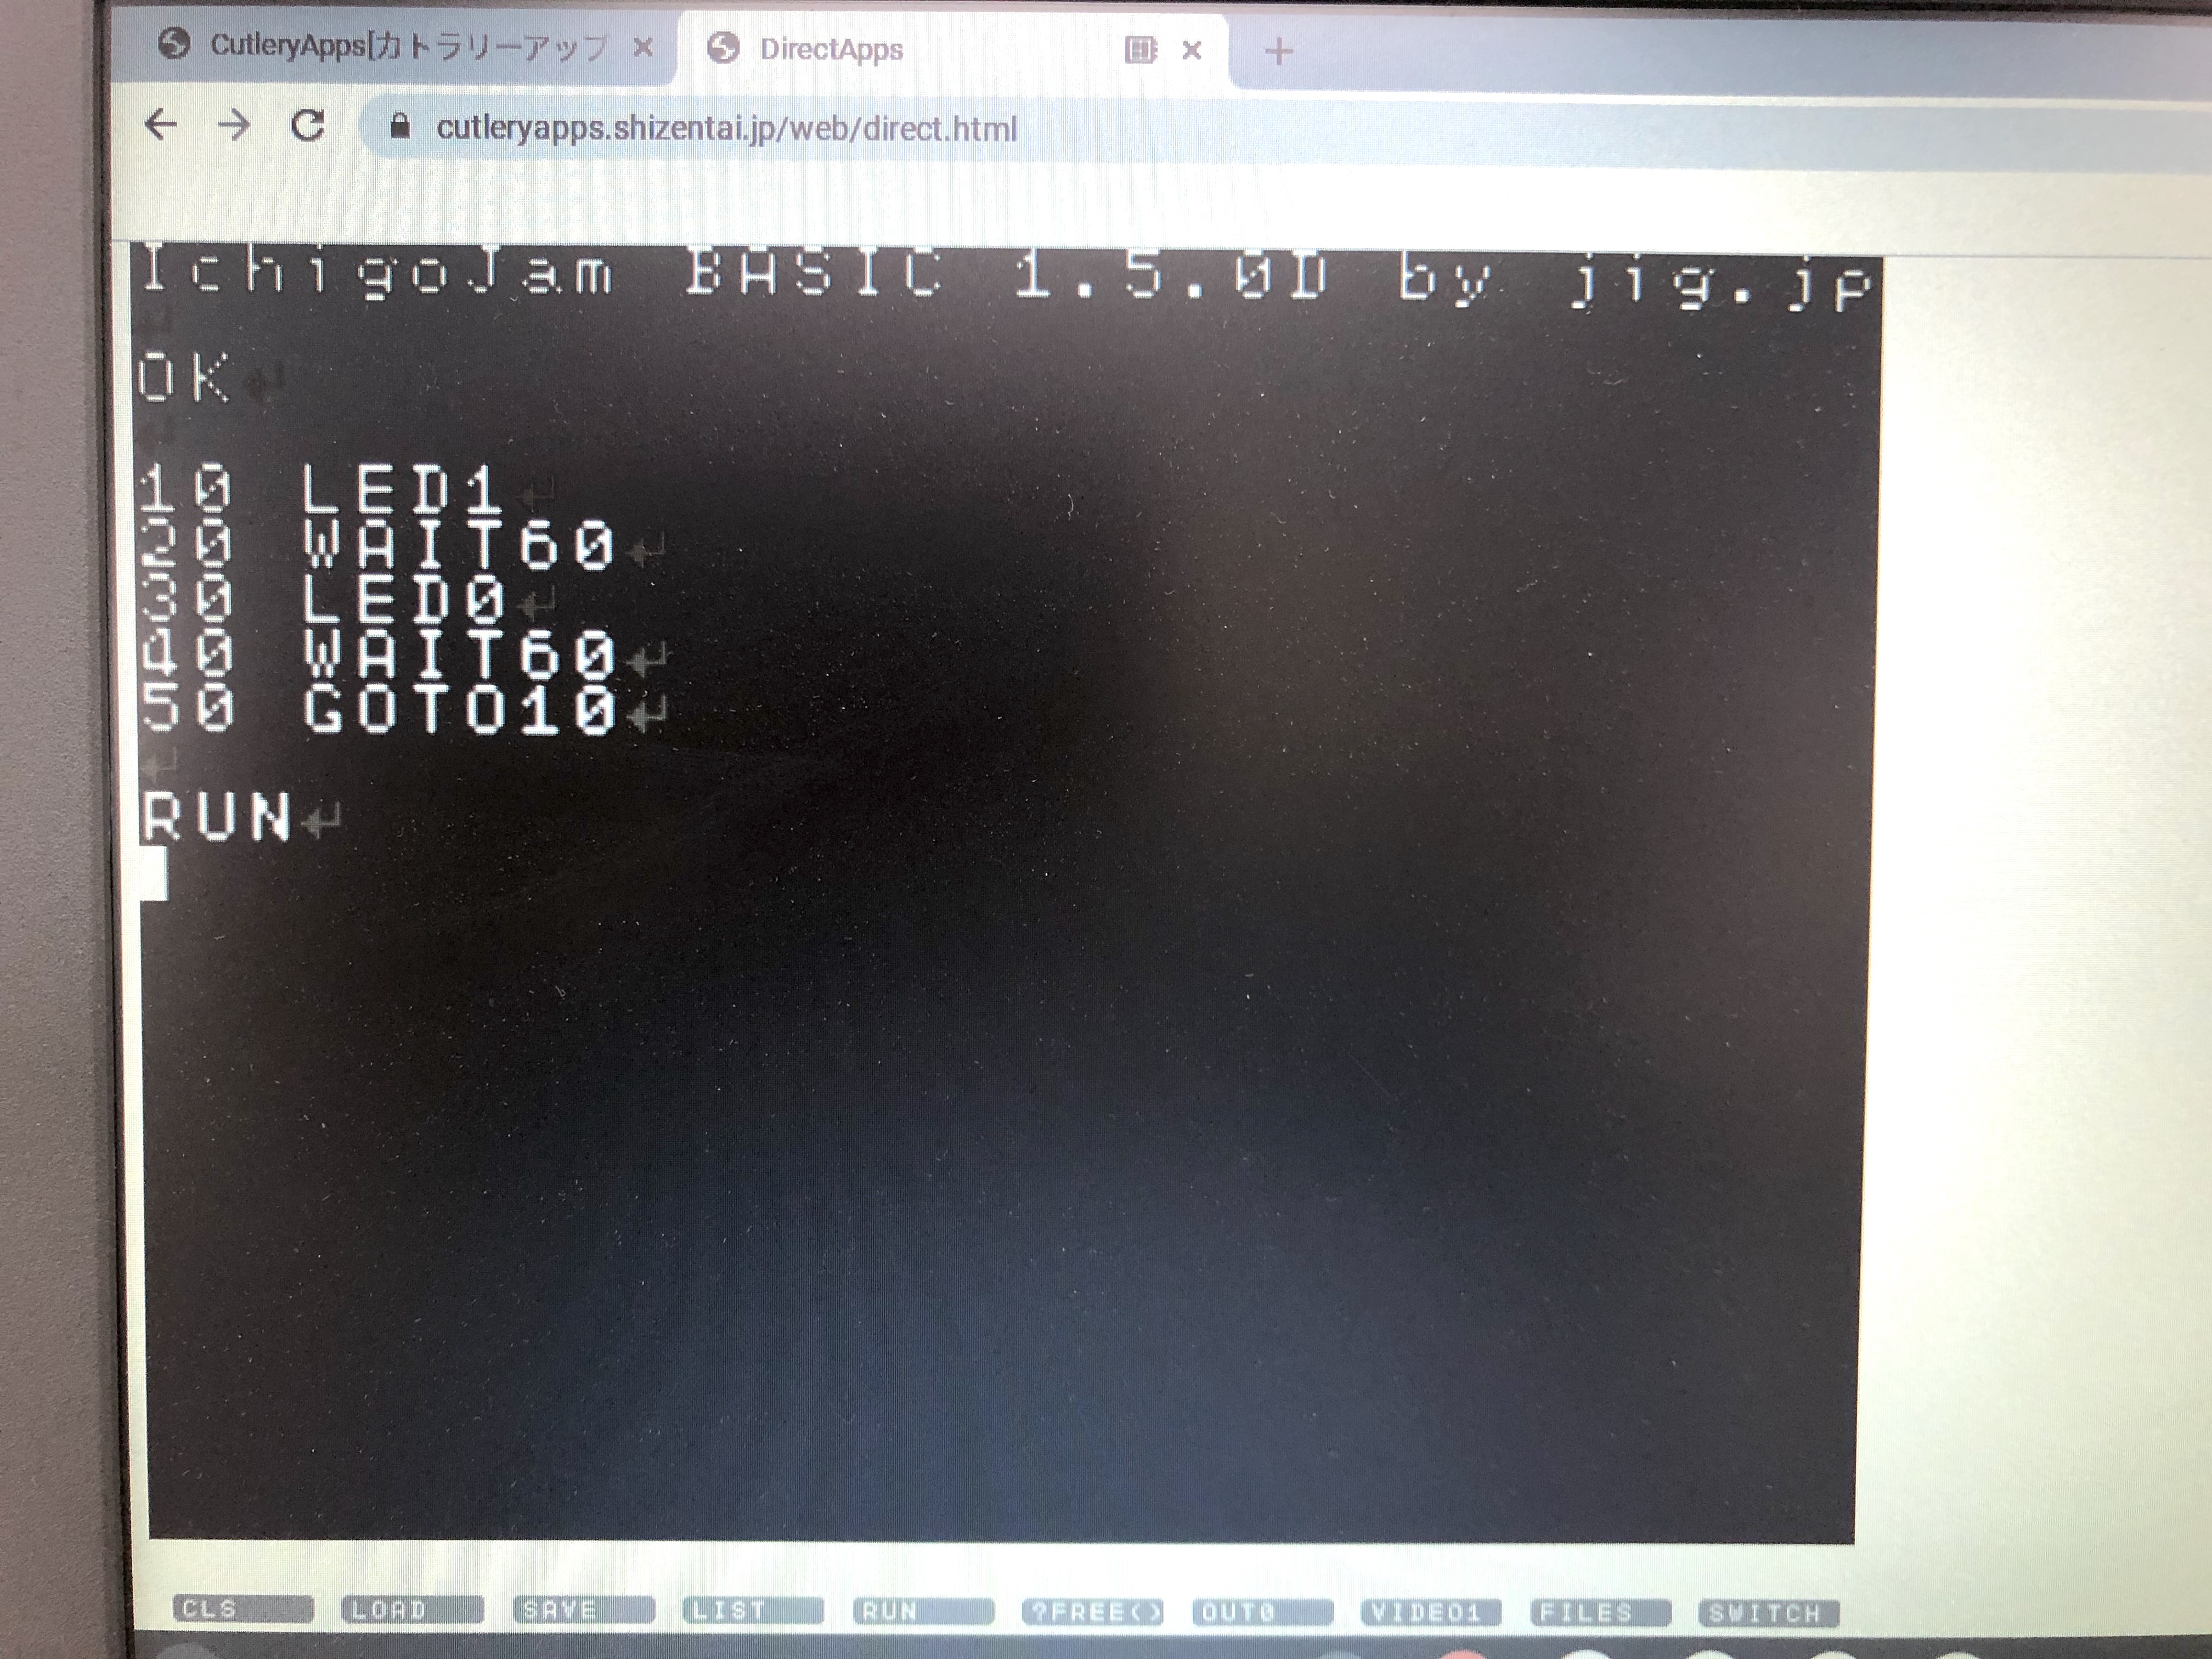 CutleryApps[カトラリーアップ
DirectApps
cutleryapps.shizentai.jp/web/direct.html
IchigoJam BASIC 1.5.0D by jig.jp
OK
10 LED1
20 WAIT60
30 LED0
40 WAIT60
50 GOTO10
RUN
CLS LOAD SAVE LIST RUN ?FREE() OUT0 VIDEO1 FILES SWITCH